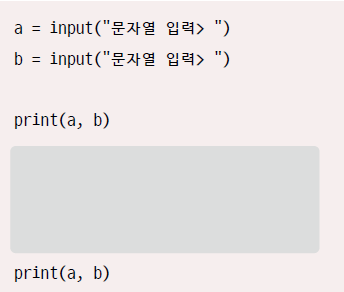 a = input("문자열 입력> ")
b = input("문자열 입력> ")
print(a, b)
print(a, b)